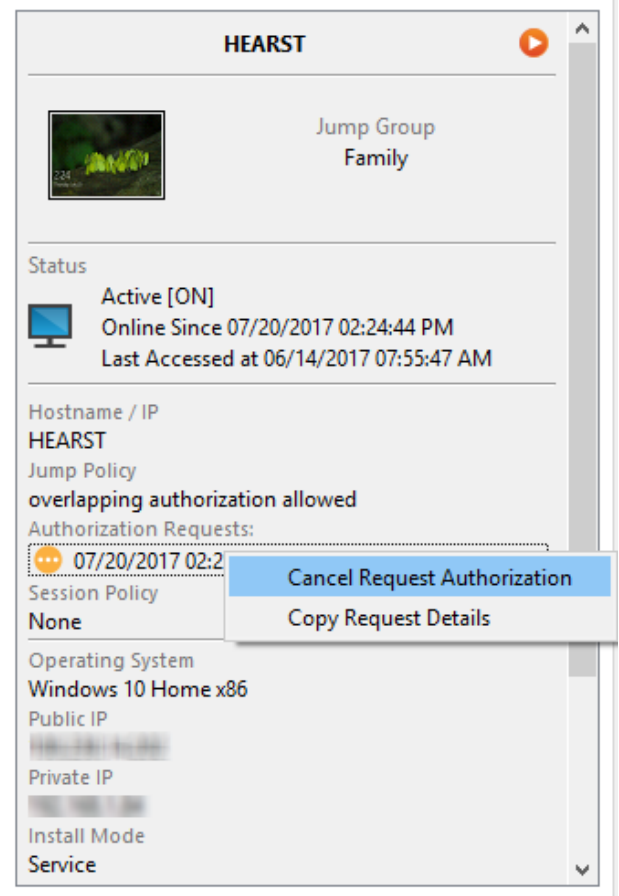 HEARST
Jump Group
Family
Status
Active [ON]
Online Since 07/20/2017 02:24:44 PM
Last Accessed at 06/14/2017 07:55:47 AM
Hostname / IP
HEARST
Jump Policy
overlapping authorization allowed
Authorization Requests:
07/20/2017 02:2
Cancel Request Authorization
Copy Request Details
Session Policy
None
Operating System
Windows 10 Home x86
Public IP
Private IP
Install Mode
Service